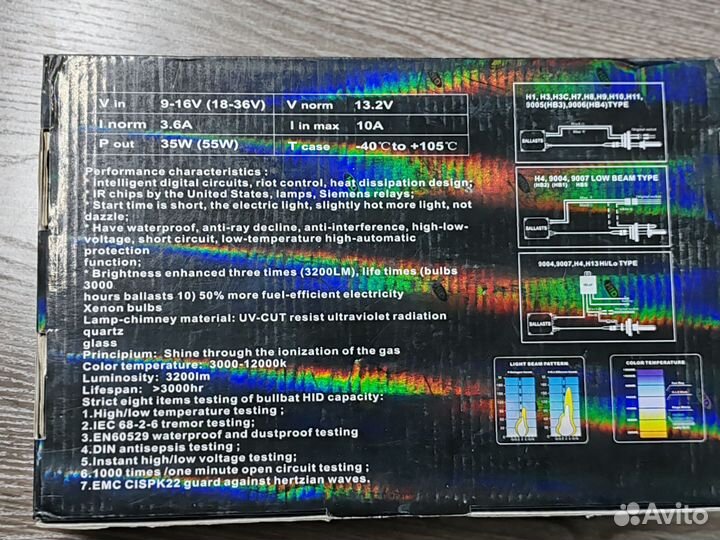 V in 9-16V (18-36V) V norm 13.2V
I norm 3.6A I in max 10A
P out 35W (55W) T case -40℃ to +105℃
Performance characteristics :
* Intelligent digital circuits, riot control, heat dissipation design;
* IR chips by the United States, lamps, Siemens relays;
* Start time is short, the electric light, slightly hot more light, not
dazzle;
* Have waterproof, anti-ray decline, anti-interference, high-low-
voltage, short circuit, low-temperature high-automatic
protection
function;
* Brightness enhanced three times (3200LM), life times (bulbs
3000
hours ballasts 10) 50% more fuel-efficient electricity
Xenon bulbs
Lamp-chimney material: UV-CUT resist ultraviolet radiation
quartz
glass
Principium: Shine through the ionization of the gas
Color temperature: 3000-12000k
Luminosity: 3200lm
Lifespan: >3000hr
Strict eight items testing of bullbat HID capacity:
1.High/low temperature testing ;
2.IEC 68-2-6 tremor testing;
3.EN60529 waterproof and dustproof testing
4.DIN antisepsis testing ;
5.Instant high/low voltage testing;
6.1000 times /one minute open circuit testing ;
7.EMC CISPK22 guard against hertzian waves.
H1, H3,H3C,H7,H8,H9,H10,H11,
9005(HB3),9006(HB4)TYPE
BALLASTS
H4, 9004, 9007 LOW BEAM TYPE
(HB2) (HB1) HB5
BALLASTS
9004,9007,H4,H13 Hi/Lo TYPE
BALLASTS
LIGHT BEAM PATTERN
COLOR TEMPERATURE
Avito